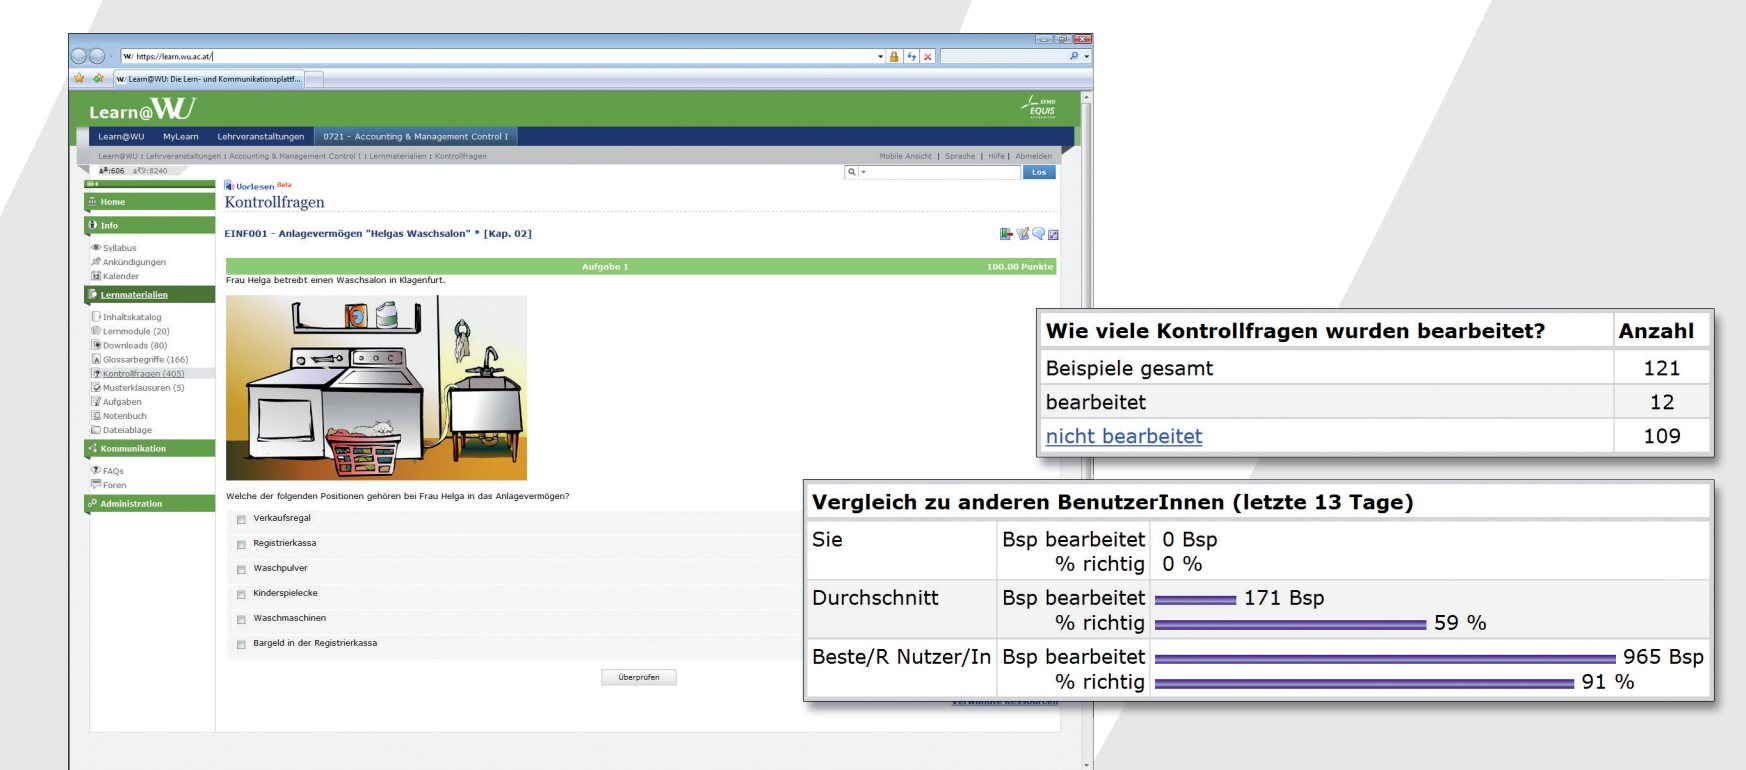 W https://learn.wu.ac.at/
W Learn@WU: Die Lern- und Kommunikationsplattf...
Learn@WU
EFMD
EQUIS
Learn@WU MyLearn Lehrveranstaltungen 0721 - Accounting & Management Control I
Learn@WU : Lehrveranstaltungen : Accounting & Management Control I : Lernmaterialien : Kontrollfragen
Mobile Ansicht | Sprache | Hilfe | Abmelden
:606 :8240
Los
Vorlesen Beta
Home
Kontrollfragen
Info
EINF001 - Anlagevermögen "Helgas Waschsalon" * [Kap. 02]
Syllabus
Ankündigungen
Kalender
Aufgabe 1 100.00 Punkte
Frau Helga betreibt einen Waschsalon in Klagenfurt.
Lernmaterialien
Inhaltskatalog
Lernmodule (20)
Downloads (80)
Glossarbegriffe (166)
Kontrollfragen (405)
Musterklausuren (5)
Aufgaben
Notenbuch
Dateiablage
Kommunikation
FAQs
Foren
Administration
Welche der folgenden Positionen gehören bei Frau Helga in das Anlagevermögen?
Verkaufsregal
Registrierkassa
Waschpulver
Kinderspielecke
Waschmaschinen
Bargeld in der Registrierkassa
Überprüfen
Verwandte Ressourcen
Wie viele Kontrollfragen wurden bearbeitet? Anzahl
Beispiele gesamt 121
bearbeitet 12
nicht bearbeitet 109
Vergleich zu anderen BenutzerInnen (letzte 13 Tage)
Sie Bsp bearbeitet 0 Bsp
% richtig 0 %
Durchschnitt Bsp bearbeitet 171 Bsp
% richtig 59 %
Beste/R Nutzer/In Bsp bearbeitet 965 Bsp
% richtig 91 %